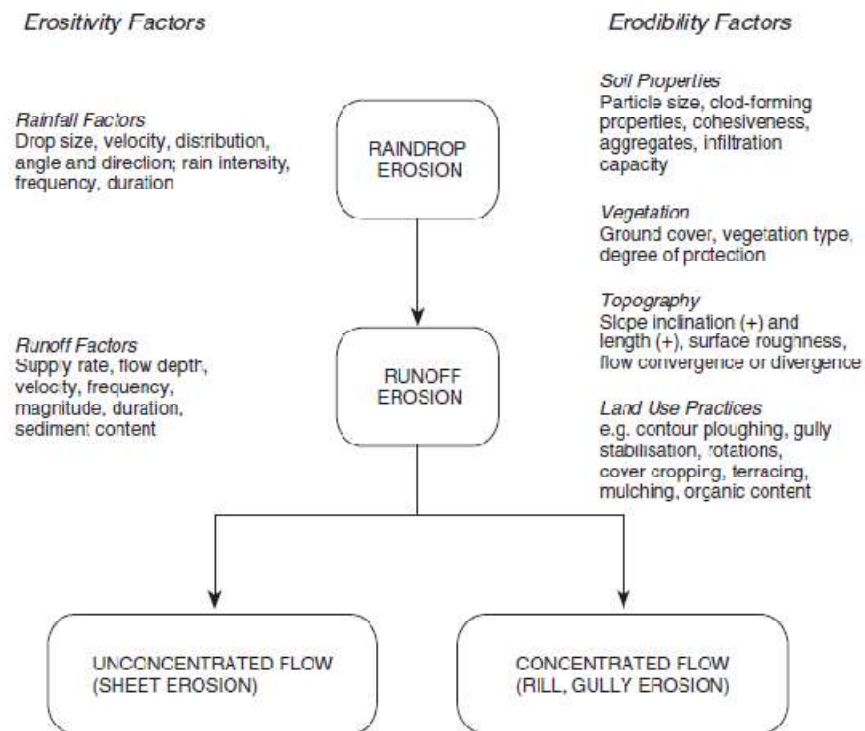 Erositivity Factors
Erodibility Factors
Rainfall Factors
Drop size, velocity, distribution,
angle and direction; rain intensity,
frequency, duration
RAINDROP
EROSION
Soil Properties
Particle size, clod-forming
properties, cohesiveness,
aggregates, infiltration
capacity
Vegetation
Ground cover, vegetation type,
degree of protection
Topography
Slope inclination (+) and
length (+), surface roughness,
flow convergence or divergence
Runoff Factors
Supply rate, flow depth,
velocity, frequency,
magnitude, duration,
sediment content
RUNOFF
EROSION
Land Use Practices
e.g. contour ploughing, gully
stabilisation, rotations,
cover cropping, terracing,
mulching, organic content
UNCONCENTRATED FLOW
(SHEET EROSION)
CONCENTRATED FLOW
(RILL, GULLY EROSION)